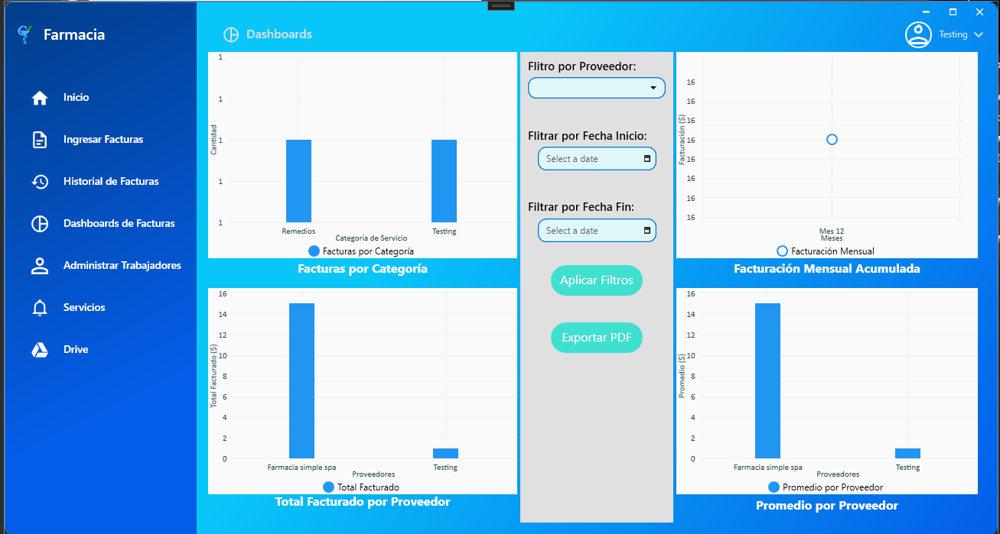 Farmacia
Inicio
Ingresar Facturas
Historial de Facturas
Dashboards de Facturas
Administrar Trabajadores
Servicios
Drive
Dashboards
Testing
1
1
1
1
1
Cantidad
Remedios
Testing
Categoría de Servicio
Facturas por Categoría
Facturas por Categoría
16
14
12
10
8
6
4
2
0
Total Facturado ($)
Farmacia simple spa
Testing
Proveedores
Total Facturado
Total Facturado por Proveedor
Flitro por Proveedor:
Flitrar por Fecha Inicio:
Select a date
Filtrar por Fecha Fin:
Select a date
Aplicar Filtros
Exportar PDF
16
16
16
16
16
16
16
16
Facturación ($)
Mes 12
Meses
Facturación Mensual
Facturación Mensual Acumulada
16
14
12
10
8
6
4
2
0
Promedio ($)
Farmacia simple spa
Testing
Proveedores
Promedio por Proveedor
Promedio por Proveedor